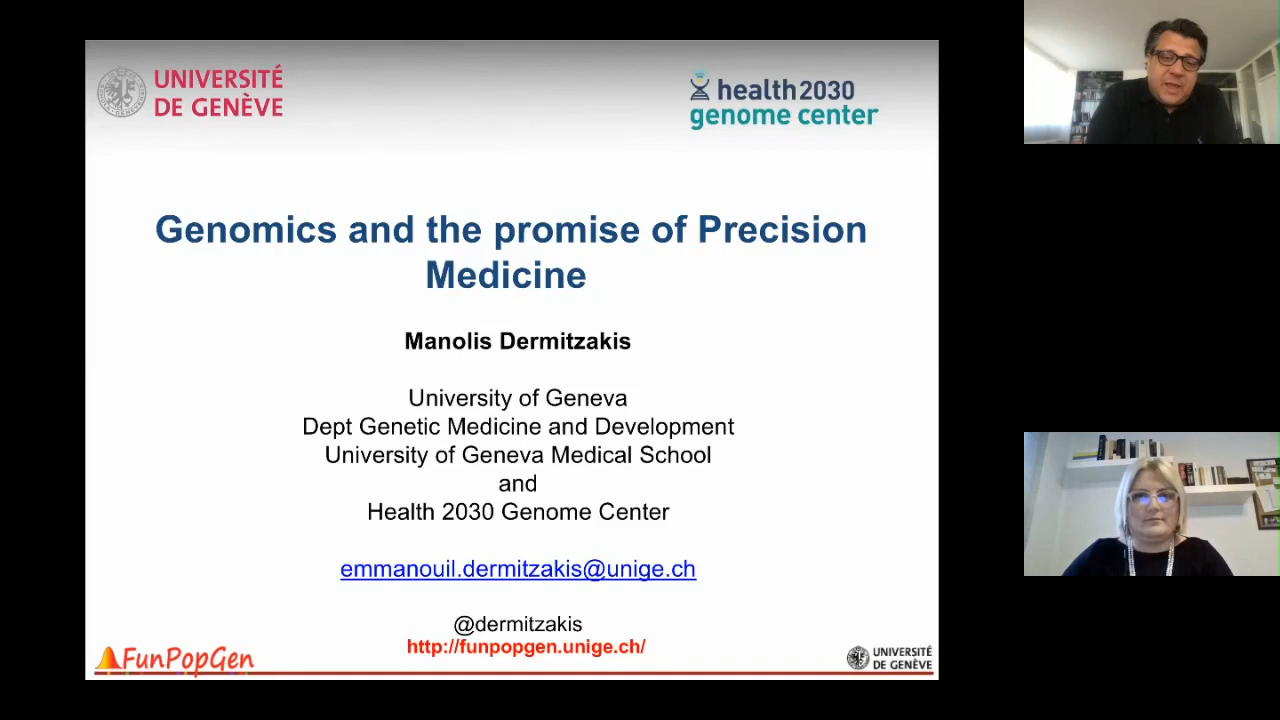 UNIVERSITÉ
DE GENÈVE
health2030
genome center
Genomics and the promise of Precision
Medicine
Manolis Dermitzakis
University of Geneva
Dept Genetic Medicine and Development
University of Geneva Medical School
and
Health 2030 Genome Center
emmanouil.dermitzakis@unige.ch
@dermitzakis
http://funpopgen.unige.ch/
FunPopGen
UNIVERSITÉ
DE GENÈVE